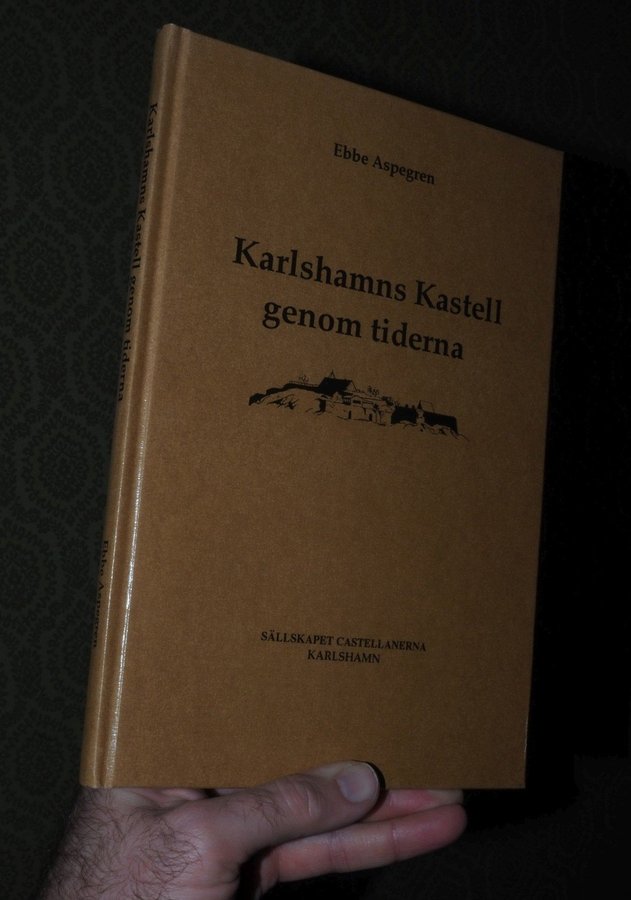 Ebbe Aspegren
Karlshamns Kastell
genom tiderna
SÄLLSKAPET CASTELLANERNA
KARLSHAMN
Karlshamns Kastell genom tiderna
Ebbe Aspegren